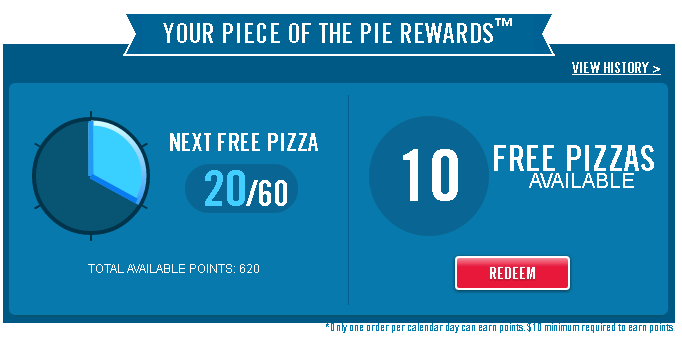 YOUR PIECE OF THE PIE REWARDS™
VIEW HISTORY >
NEXT FREE PIZZA
20/60
TOTAL AVAILABLE POINTS: 620
10
FREE PIZZAS
AVAILABLE
REDEEM
*Only one order per calendar day can earn points. $10 minimum required to earn points.